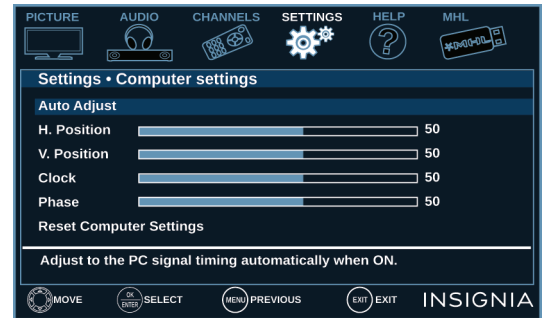 PICTURE AUDIO CHANNELS SETTINGS HELP MHL
MHL
Settings • Computer settings
Auto Adjust
H. Position 50
V. Position 50
Clock 50
Phase 50
Reset Computer Settings
Adjust to the PC signal timing automatically when ON.
MOVE OK ENTER SELECT MENU PREVIOUS EXIT EXIT INSIGNIA